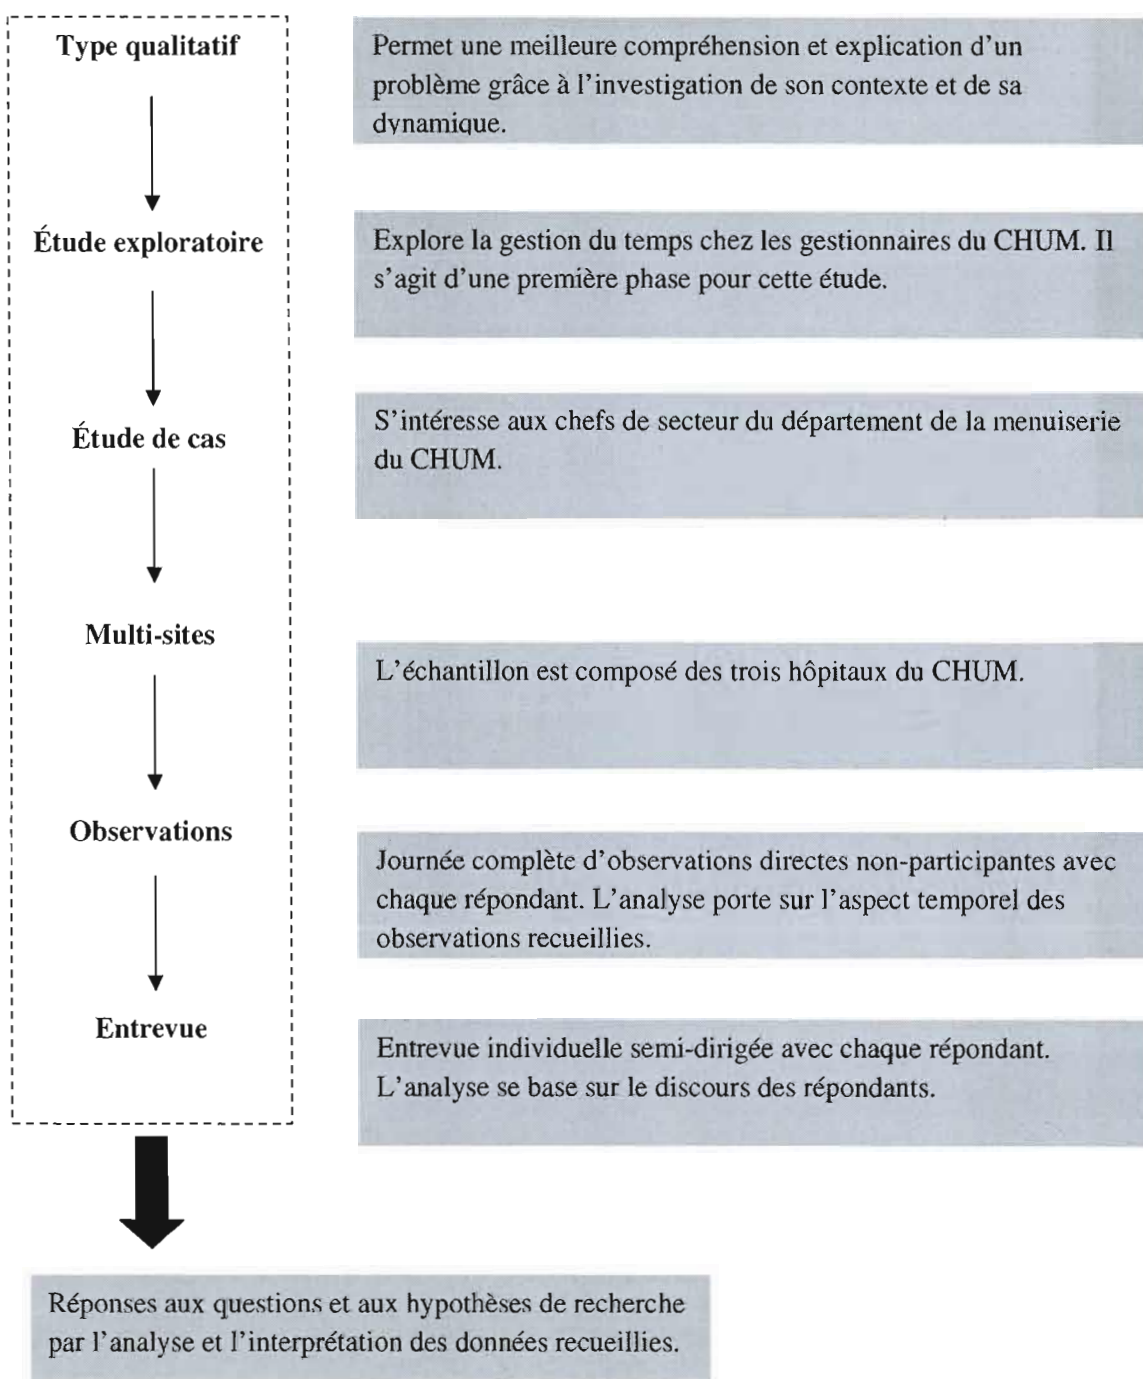 Type qualitatif
Permet une meilleure compréhension et explication d'un
problème grâce à l'investigation de son contexte et de sa
dynamique.
Étude exploratoire
Explore la gestion du temps chez les gestionnaires du CHUM. Il
s'agit d'une première phase pour cette étude.
Étude de cas
S'intéresse aux chefs de secteur du département de la menuiserie
du CHUM.
Multi-sites
L'échantillon est composé des trois hôpitaux du CHUM.
Observations
Journée complète d'observations directes non-participantes avec
chaque répondant. L'analyse porte sur l'aspect temporel des
observations recueillies.
Entrevue
Entrevue individuelle semi-dirigée avec chaque répondant.
L'analyse se base sur le discours des répondants.
Réponses aux questions et aux hypothèses de recherche
par l'analyse et l'interprétation des données recueillies.